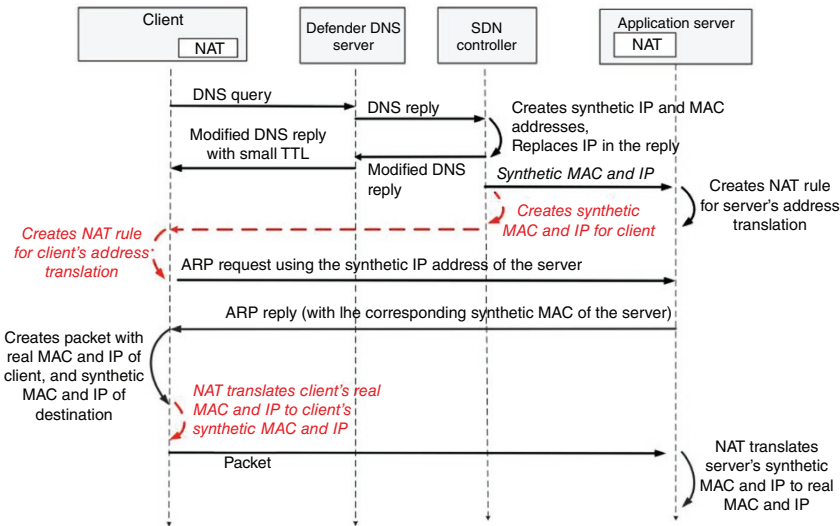 Client
NAT
Defender DNS
server
SDN
controller
Application server
NAT
DNS query
DNS reply
Creates synthetic IP and MAC
addresses,
Replaces IP in the reply
Modified DNS reply
with small TTL
Modified DNS
reply
Synthetic MAC and IP
Creates NAT rule
for server's address
translation
Creates synthetic
MAC and IP for client
Creates NAT rule
for client's address
translation
ARP request using the synthetic IP address of the server
ARP reply (with lhe corresponding synthetic MAC of the server)
Creates packet with
real MAC and IP of
client, and synthetic
MAC and IP of
destination
NAT translates client's real
MAC and IP to client's
synthetic MAC and IP
Packet
NAT translates
server's synthetic
MAC and IP to real
MAC and IP